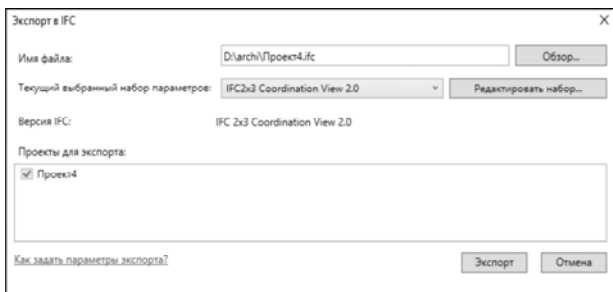 Экспорт в IFC
Имя файла: D:\archi\Проект4.ifc Обзор...
Текущий выбранный набор параметров: IFC2x3 Coordination View 2.0 Редактировать набор...
Версия IFC: IFC 2x3 Coordination View 2.0
Проекты для экспорта:
Проект4
Как задать параметры экспорта? Экспорт Отмена